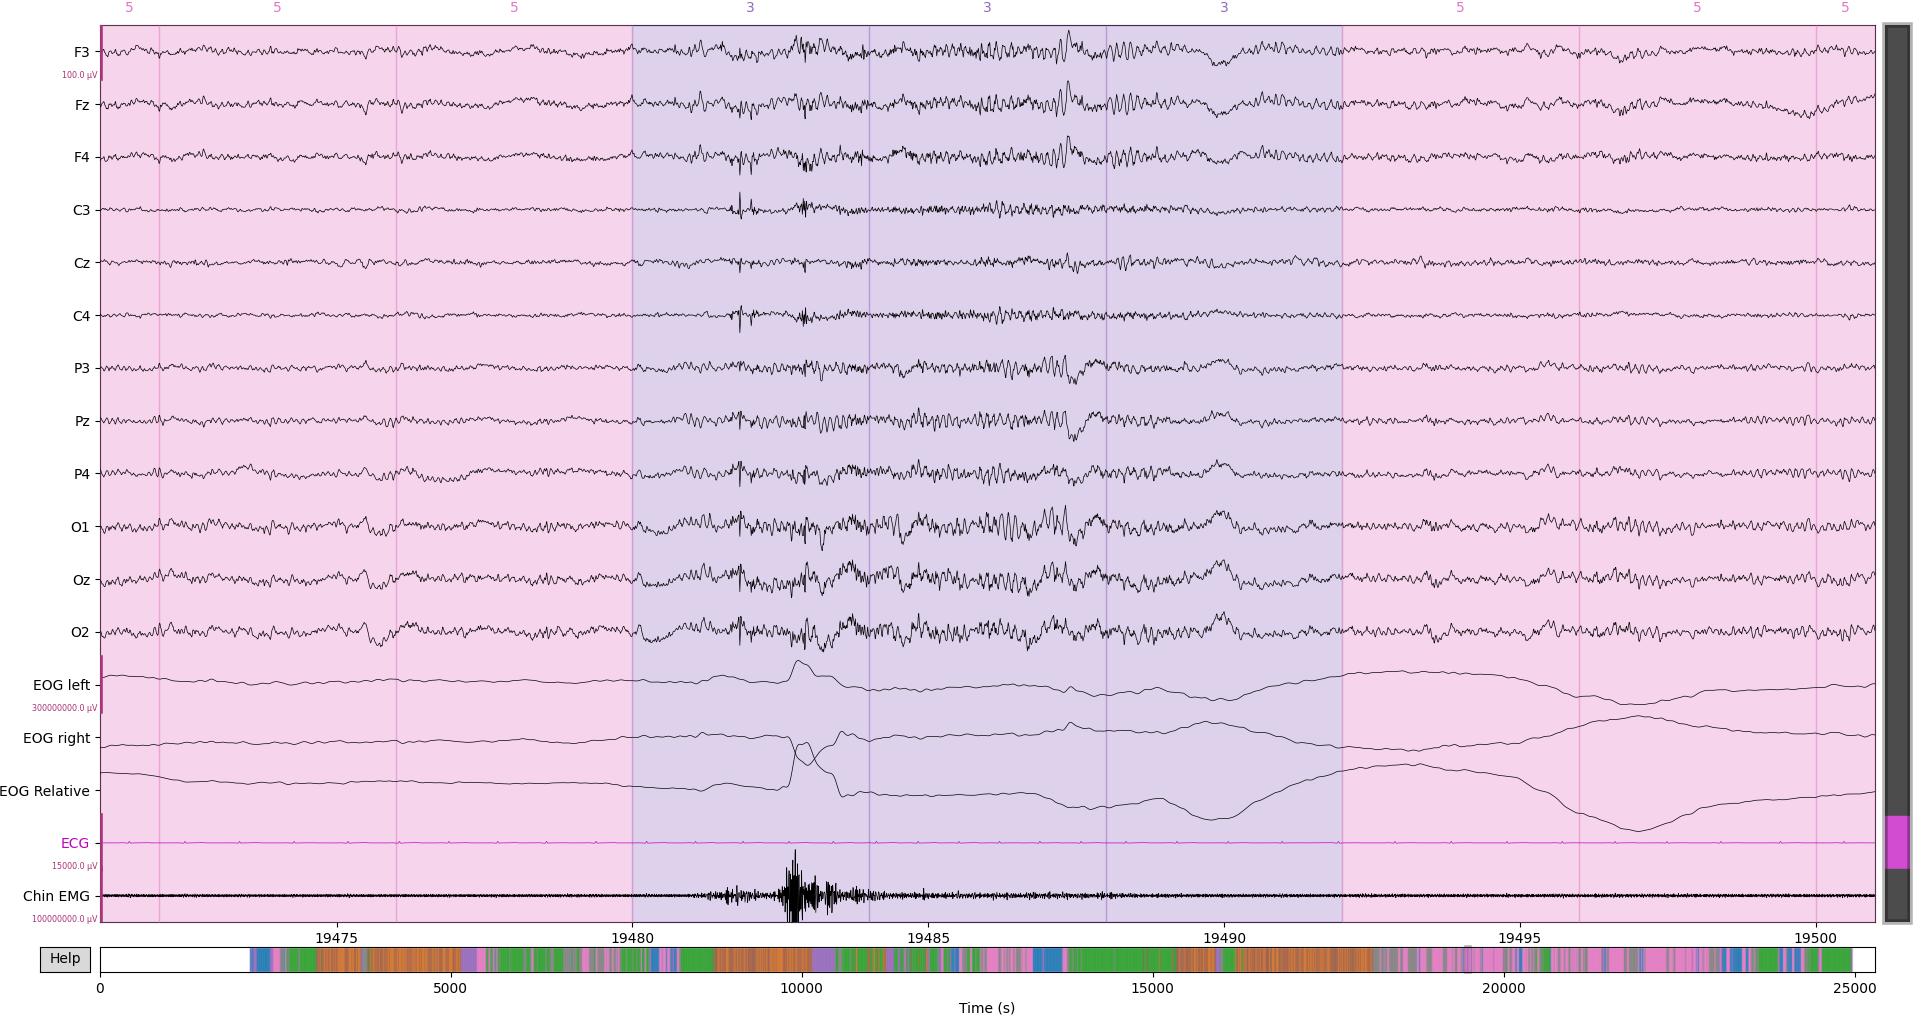 5 5 5 3 3 3 5 5 5
F3
100.0 µV
Fz
F4
C3
Cz
C4
P3
Pz
P4
O1
Oz
O2
EOG left
300000000.0 µV
EOG right
EOG Relative
ECG
15000.0 µV
Chin EMG
100000000.0 µV
19475 19480 19485 19490 19495 19500
Help
0 5000 10000 15000 20000 25000
Time (s)